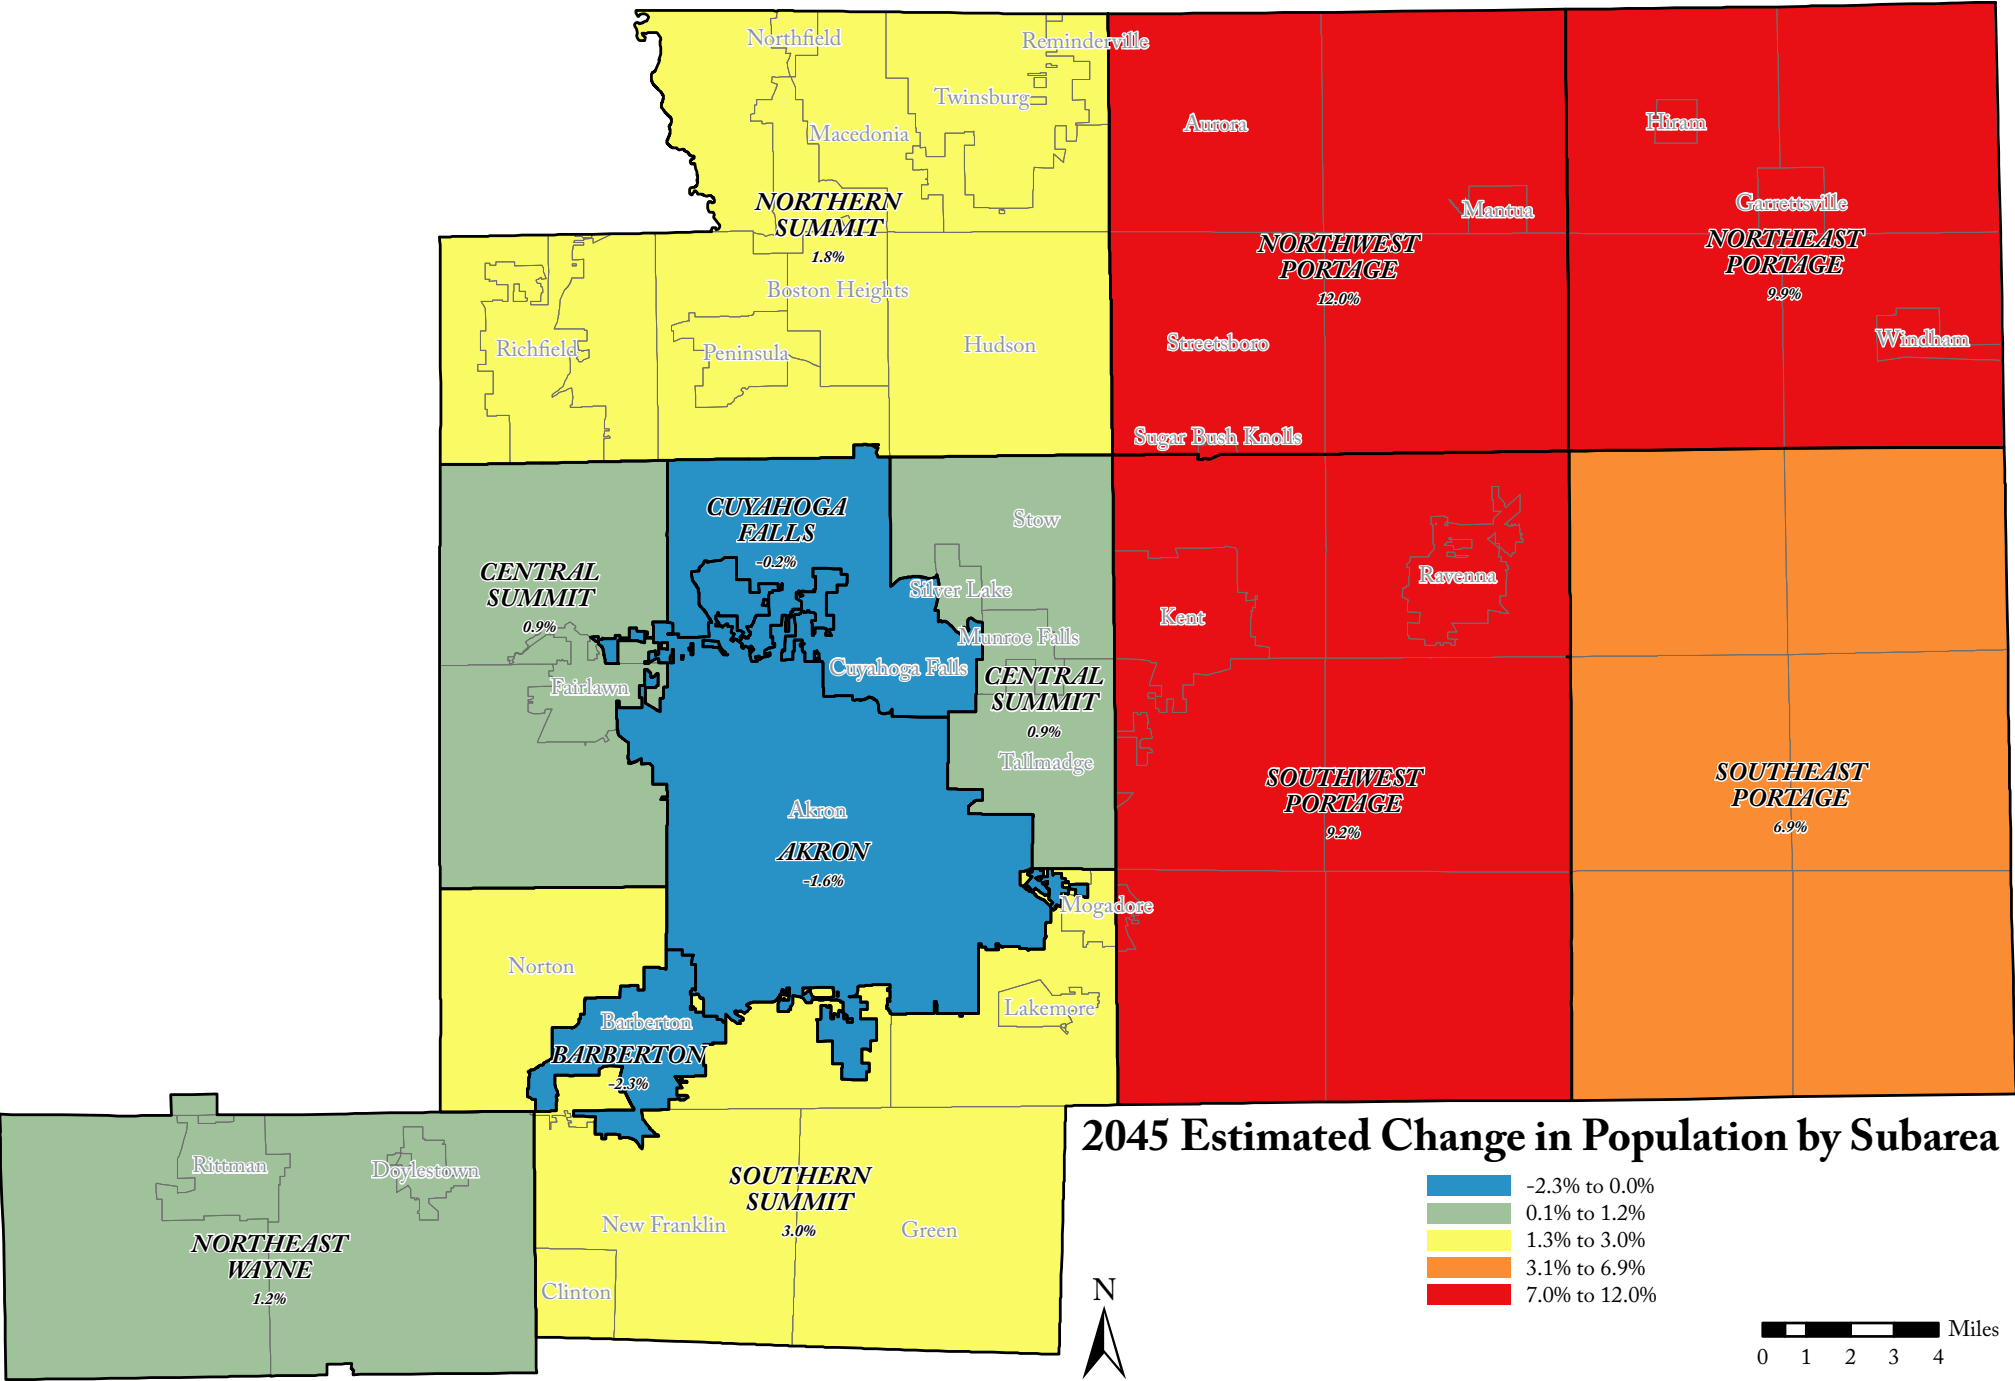 Northfield
Reminderville
Twinsburg
Macedonia
Aurora
Hiram
NORTHERN
SUMMIT
1.8%
Mantua
Garrettsville
NORTHWEST
PORTAGE
12.0%
NORTHEAST
PORTAGE
9.9%
Boston Heights
Richfield
Peninsula
Hudson
Streetsboro
Windham
Sugar Bush Knolls
CUYAHOGA
FALLS
-0.2%
Stow
CENTRAL
SUMMIT
0.9%
Silver Lake
Ravenna
Kent
Munroe Falls
Cuyahoga Falls
Fairlawn
CENTRAL
SUMMIT
0.9%
Tallmadge
SOUTHWEST
PORTAGE
9.2%
SOUTHEAST
PORTAGE
6.9%
Akron
AKRON
-1.6%
Mogadore
Norton
Lakemore
Barberton
BARBERTON
-2.3%
Rittman
Doylestown
SOUTHERN
SUMMIT
3.0%
New Franklin
Green
NORTHEAST
WAYNE
1.2%
Clinton
2045 Estimated Change in Population by Subarea
-2.3% to 0.0%
0.1% to 1.2%
1.3% to 3.0%
3.1% to 6.9%
7.0% to 12.0%
N
Miles
0 1 2 3 4